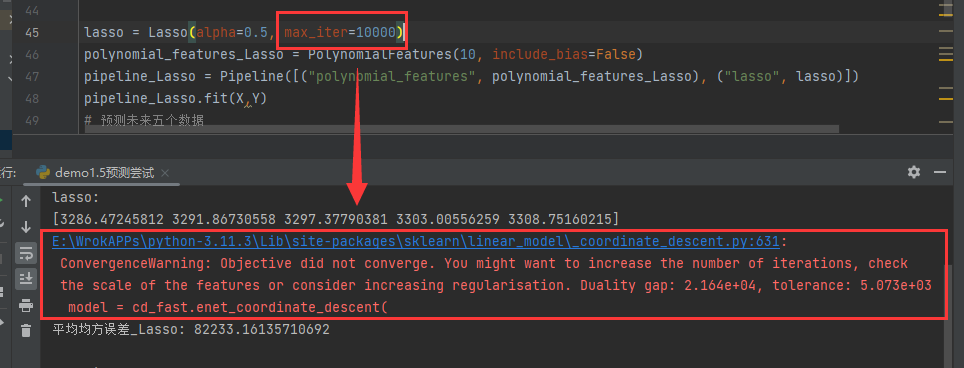 44
45 lasso = Lasso(alpha=0.5, max_iter=10000)
46 polynomial_features_Lasso = PolynomialFeatures(10, include_bias=False)
47 pipeline_Lasso = Pipeline([("polynomial_features", polynomial_features_Lasso), ("lasso", lasso)])
48 pipeline_Lasso.fit(X,Y)
49 # 预测未来五个数据
行: demo1.5预测尝试 ×
lasso:
[3286.47245812 3291.86730558 3297.37790381 3303.00556259 3308.75160215]
E:\WrokAPPs\python-3.11.3\Lib\site-packages\sklearn\linear_model\_coordinate_descent.py:631:
ConvergenceWarning: Objective did not converge. You might want to increase the number of iterations, check
the scale of the features or consider increasing regularisation. Duality gap: 2.164e+04, tolerance: 5.073e+03
model = cd_fast.enet_coordinate_descent(
平均均方误差_Lasso: 82233.16135710692